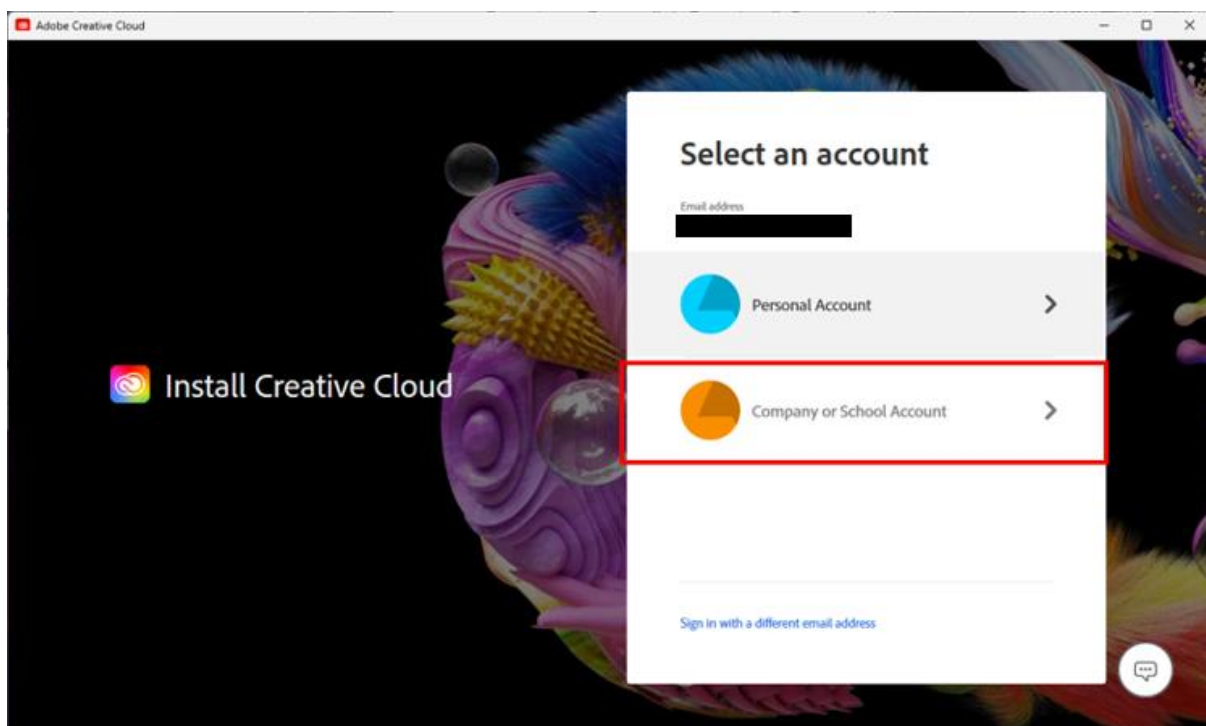 Adobe Creative Cloud
Select an account
Email address
Personal Account
Install Creative Cloud
Company or School Account
Sign in with a different email address